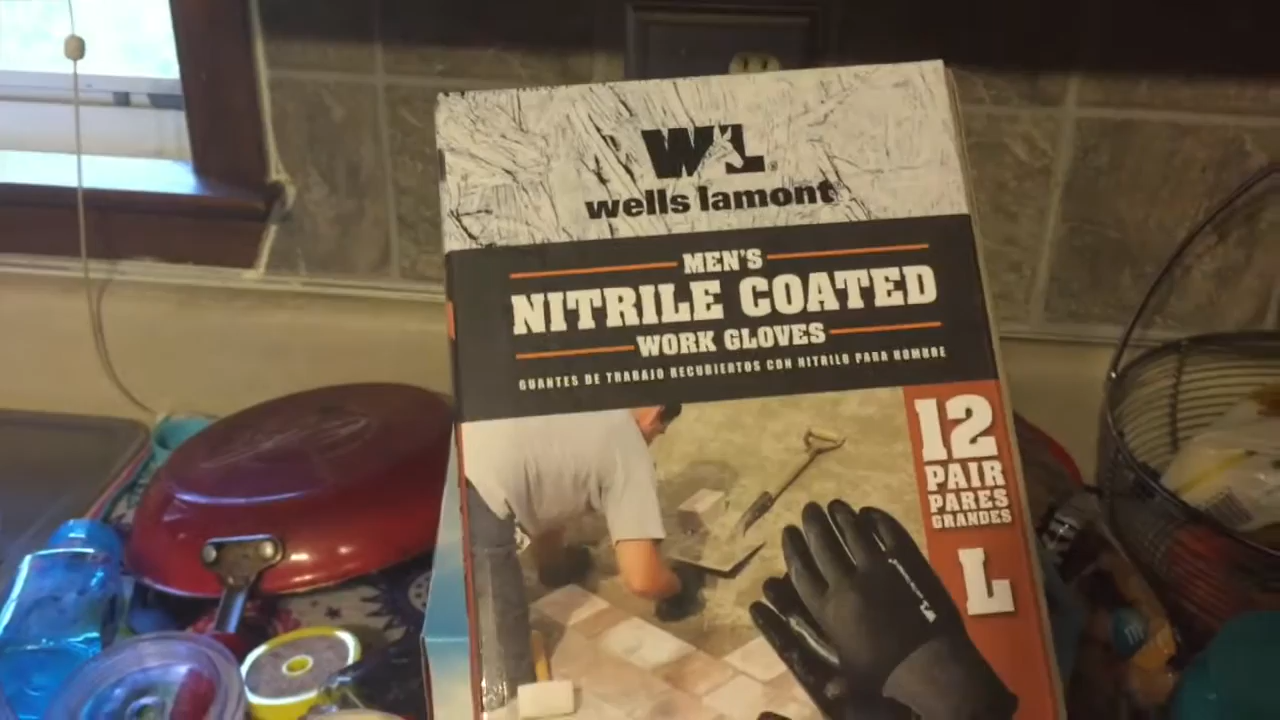 WL
wells lamont
MEN'S
NITRILE COATED
WORK GLOVES
GUANTES DE TRABAJO RECUBIERTOS CON NITRILO PARA HOMBRE
12
PAIR
PARES
GRANDES
L